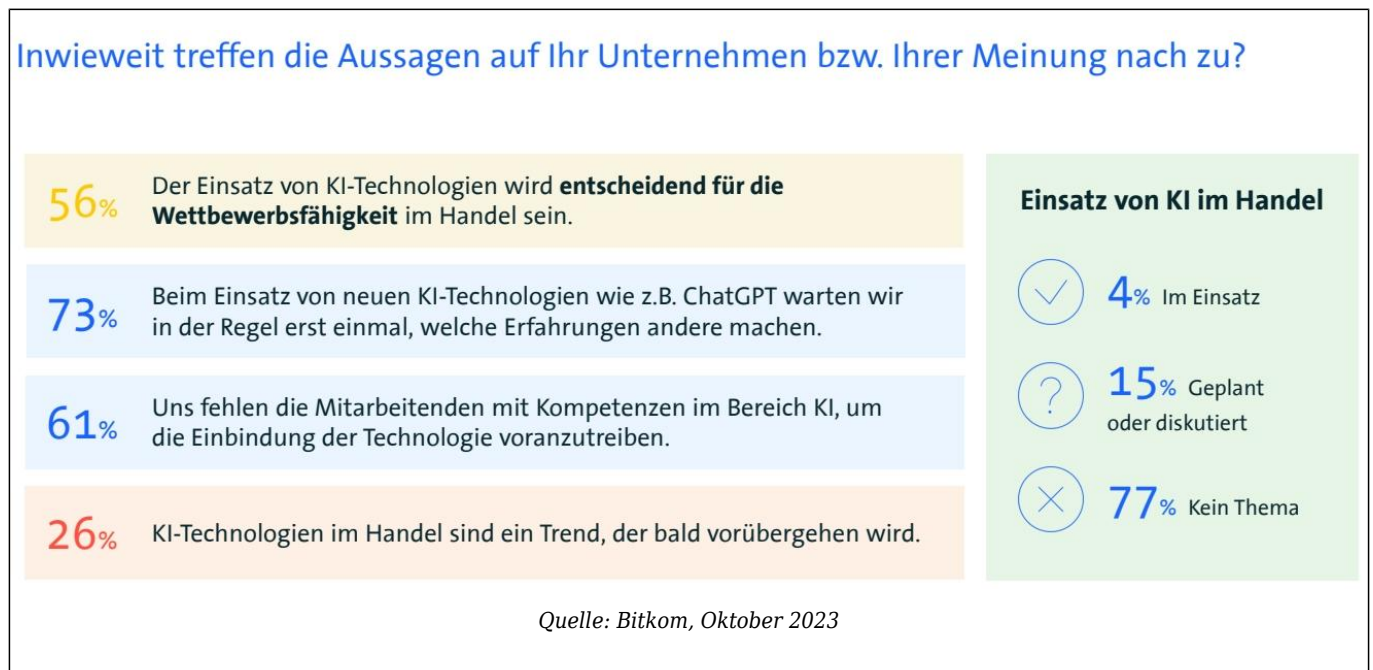 Inwieweit treffen die Aussagen auf Ihr Unternehmen bzw. Ihrer Meinung nach zu?
56%
Der Einsatz von KI-Technologien wird entscheidend für die
Wettbewerbsfähigkeit im Handel sein.
73%
Beim Einsatz von neuen KI-Technologien wie z.B. ChatGPT warten wir
in der Regel erst einmal, welche Erfahrungen andere machen.
61%
Uns fehlen die Mitarbeitenden mit Kompetenzen im Bereich KI, um
die Einbindung der Technologie voranzutreiben.
26%
KI-Technologien im Handel sind ein Trend, der bald vorübergehen wird.
Einsatz von KI im Handel
4% Im Einsatz
?
15% Geplant
oder diskutiert
77% Kein Thema
Quelle: Bitkom, Oktober 2023